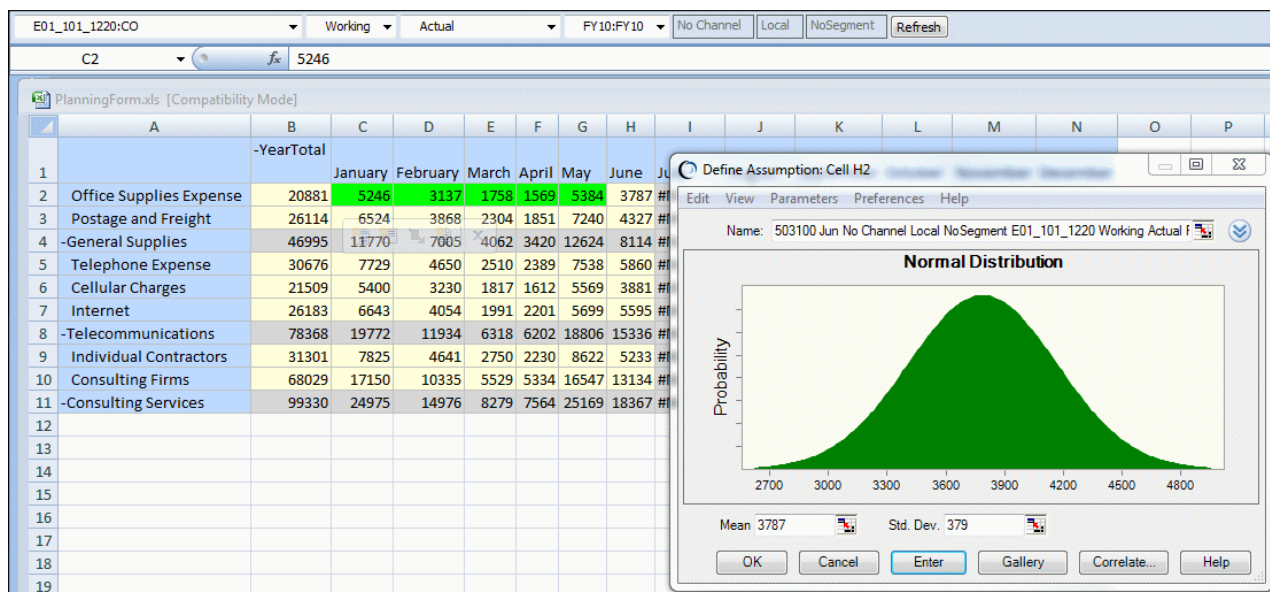 E01_101_1220:CO Working Actual FY10:FY10 No Channel Local NoSegment Refresh
C2 fx 5246
PlanningForm.xls [Compatibility Mode]
A B C D E F G H I J K L M N O P
1 -YearTotal January February March April May June
2 Office Supplies Expense 20881 5246 3137 1758 1569 5384 3787
3 Postage and Freight 26114 6524 3868 2304 1851 7240 4327
4 -General Supplies 46995 11770 7005 4062 3420 12624 8114
5 Telephone Expense 30676 7729 4650 2510 2389 7538 5860
6 Cellular Charges 21509 5400 3230 1817 1612 5569 3881
7 Internet 26183 6643 4054 1991 2201 5699 5595
8 -Telecommunications 78368 19772 11934 6318 6202 18806 15336
9 Individual Contractors 31301 7825 4641 2750 2230 8622 5233
10 Consulting Firms 68029 17150 10335 5529 5334 16547 13134
11 -Consulting Services 99330 24975 14976 8279 7564 25169 18367
12
13
14
15
16
17
18
19
Define Assumption: Cell H2
Edit View Parameters Preferences Help
Name: 503100 Jun No Channel Local NoSegment E01_101_1220 Working Actual
Normal Distribution
Probability
2700 3000 3300 3600 3900 4200 4500 4800
Mean 3787 Std. Dev. 379
OK Cancel Enter Gallery Correlate... Help